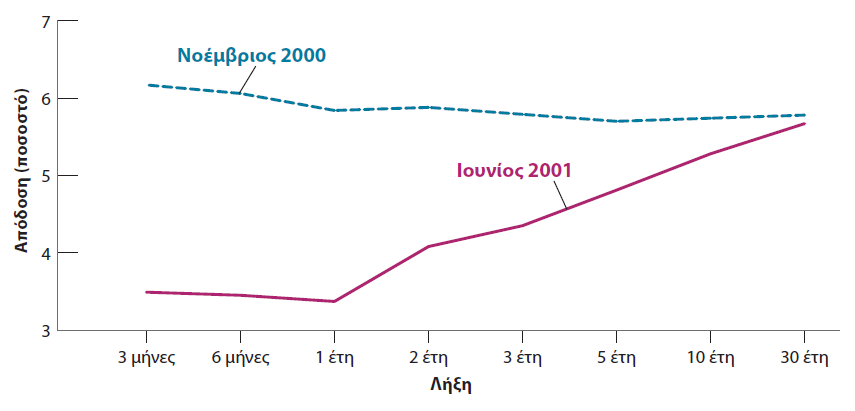 7
Νοέμβριος 2000
6
Απόδοση (ποσοστό)
Ιουνίος 2001
5
4
3
3 μήνες 6 μήνες 1 έτη 2 έτη 3 έτη 5 έτη 10 έτη 30 έτη
Λήξη